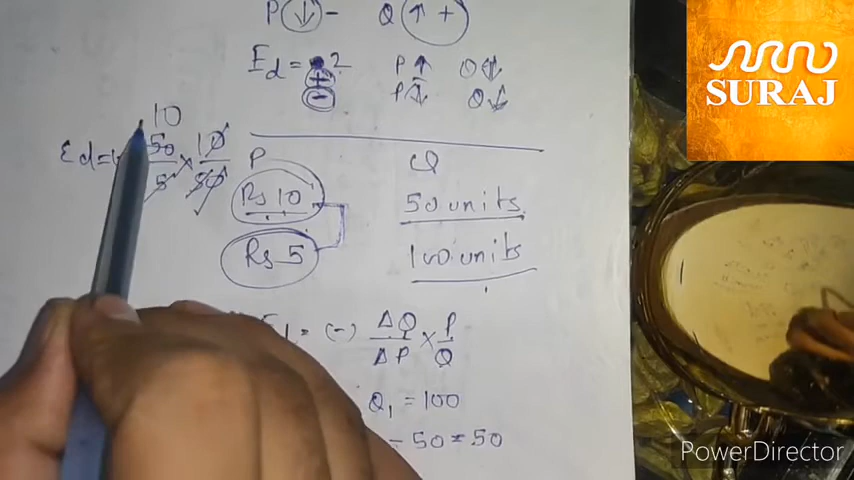 P(↓) - Q(↑ +)
Ed = 2 P↑ Q↓
+ P↓ Q↓
-
10
Ed = 50/5 × 10/50
P Q
Rs 10 50 units
Rs 5 100 units
= (-) ΔQ/ΔP × P/Q
Q1 = 100
- 50 = 50
SURAJ
PowerDirector